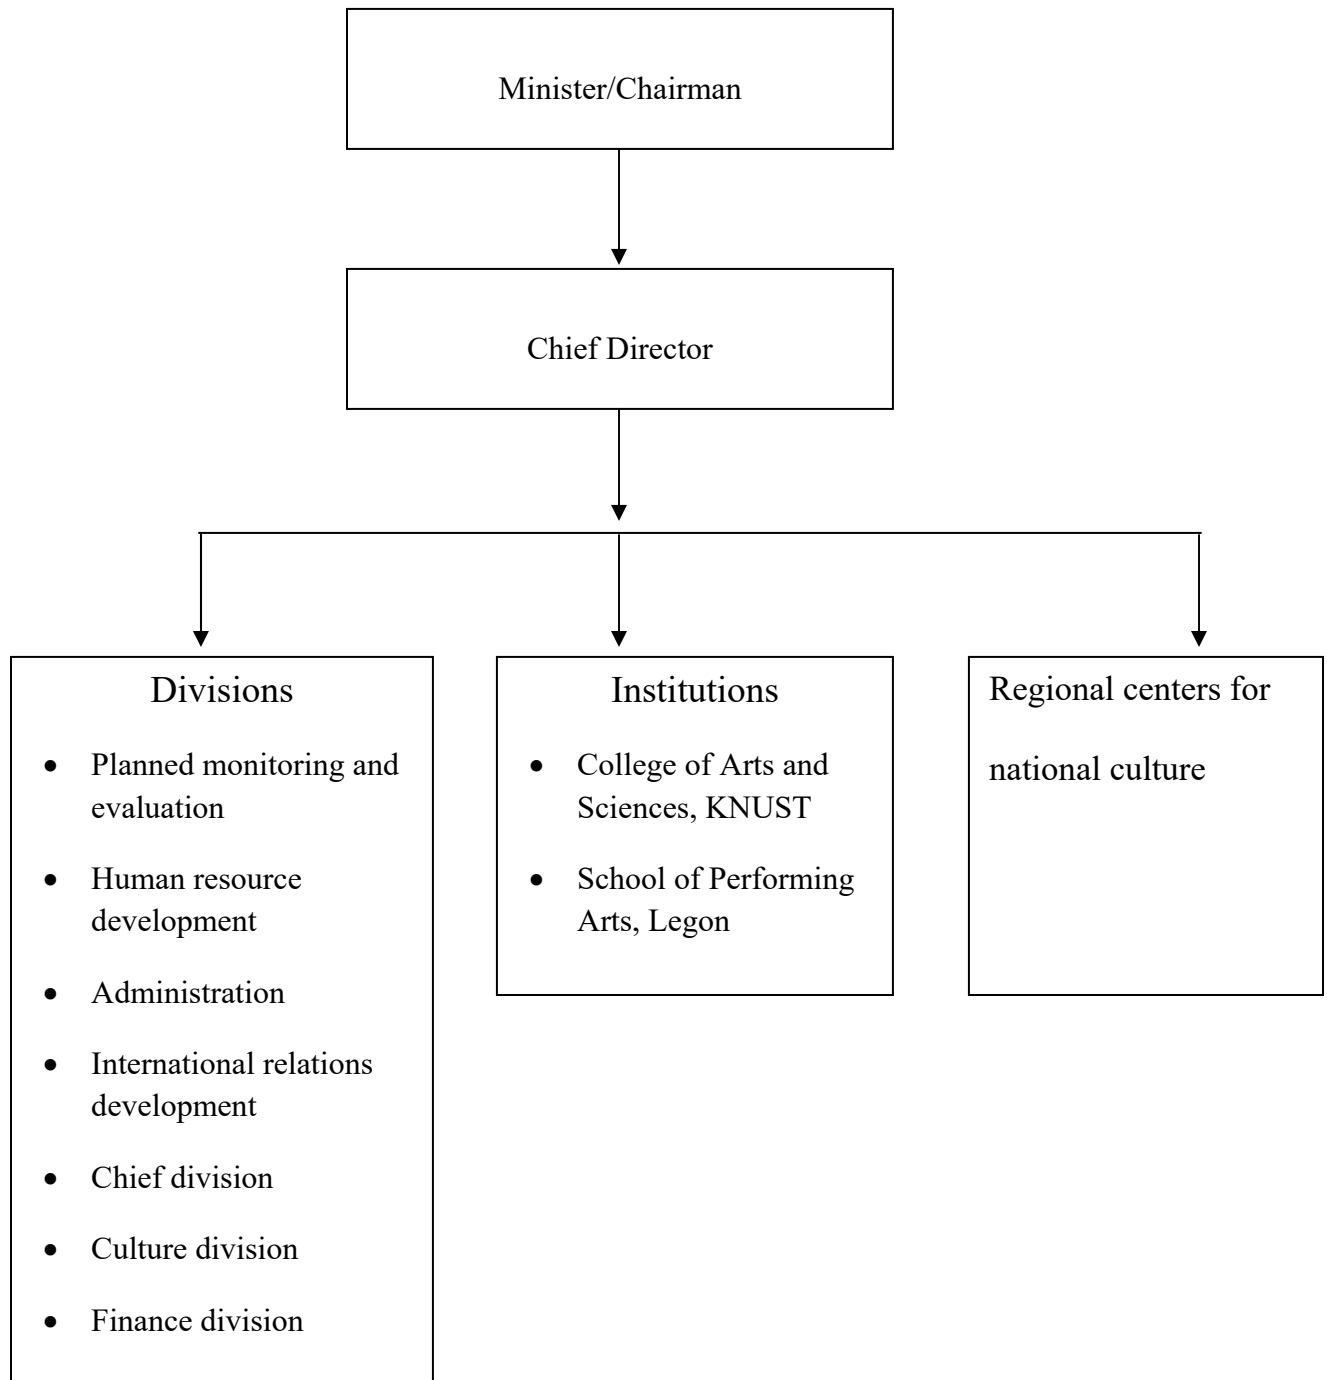 Minister/Chairman
Chief Director
Divisions
• Planned monitoring and
evaluation
• Human resource
development
• Administration
• International relations
development
• Chief division
• Culture division
• Finance division
Institutions
• College of Arts and
Sciences, KNUST
• School of Performing
Arts, Legon
Regional centers for
national culture